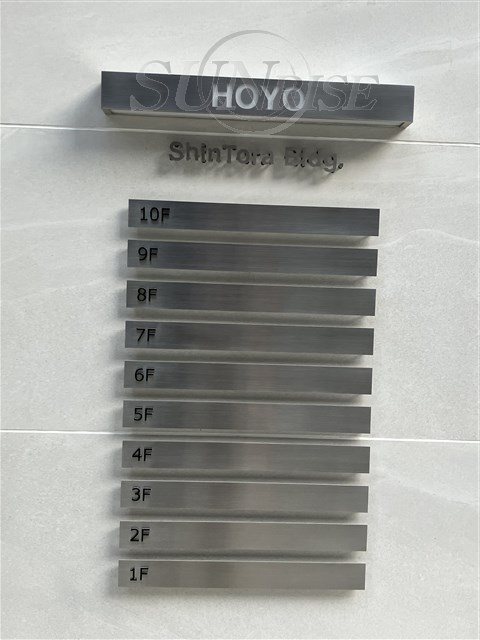 SUNRISE
HOYO
ShinTora Bldg.
10F
9F
8F
7F
6F
5F
4F
3F
2F
1F